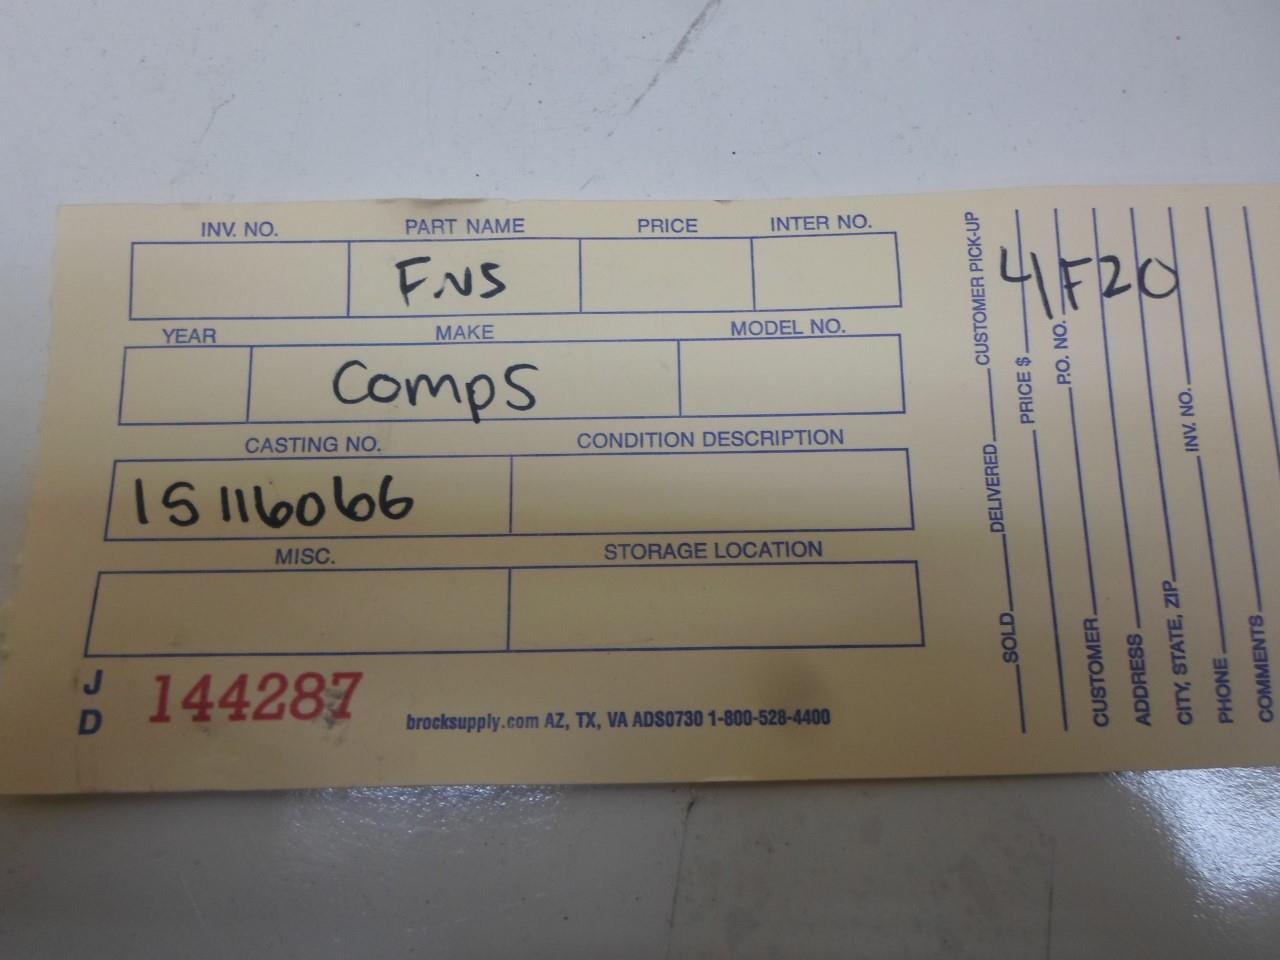 INV. NO. PART NAME PRICE INTER NO.
FNS
YEAR MAKE MODEL NO.
CompS
CASTING NO. CONDITION DESCRIPTION
15116066
MISC. STORAGE LOCATION
J
D
144287
brocksupply.com AZ, TX, VA ADS0730 1-800-528-4400
SOLD DELIVERED CUSTOMER PICK-UP
PRICE $
P.O. NO.
CUSTOMER
ADDRESS
CITY, STATE, ZIP INV. NO.
PHONE
COMMENTS
41F20